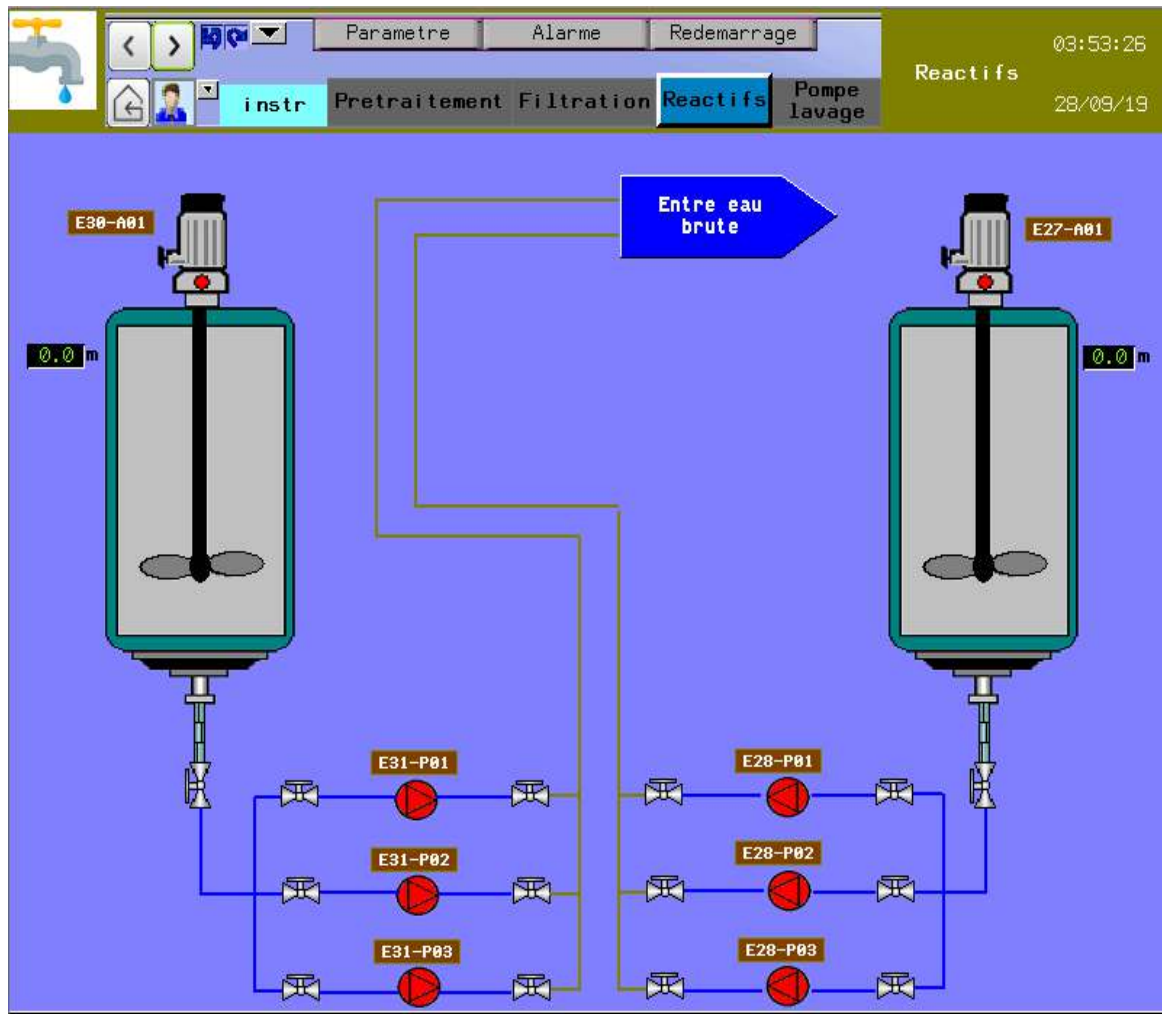 Parametre Alarme Redemarrage
03:53:26
Reactifs
instr Pretraitement Filtration Reactifs Pompe
lavage
28/09/19
Entre eau
brute
E30-A01
E27-A01
0.0 m
0.0 m
E31-P01
E28-P01
E31-P02
E28-P02
E31-P03
E28-P03